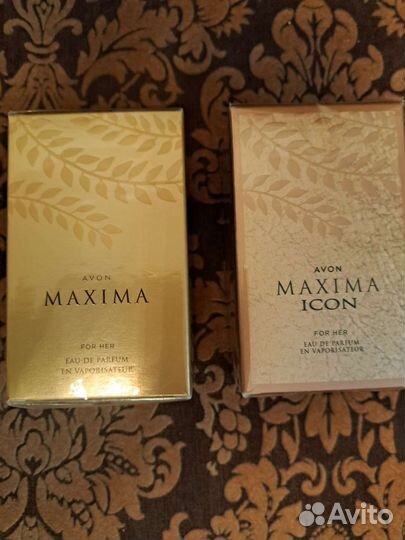 AVON
MAXIMA
FOR HER
EAU DE PARFUM
EN VAPORISATEUR
AVON
MAXIMA
ICON
FOR HER
EAU DE PARFUM
EN VAPORISATEUR
Avito